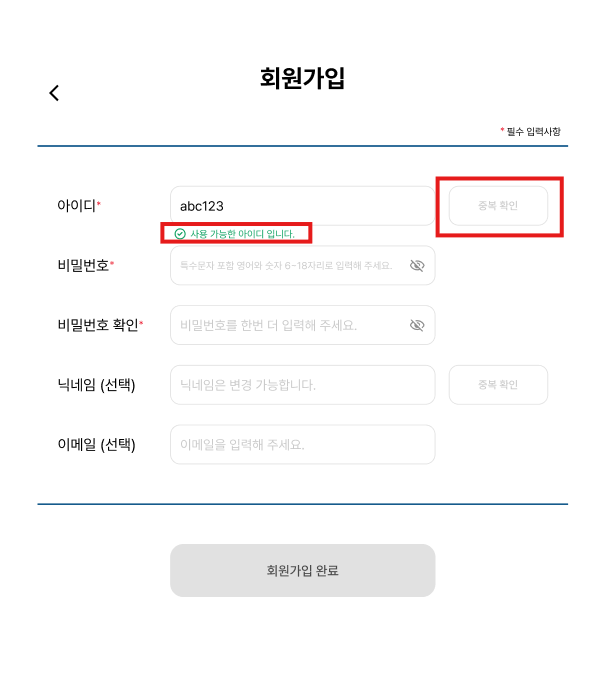 회원가입
* 필수 입력사항
아이디* abc123 중복 확인
사용 가능한 아이디 입니다.
비밀번호* 특수문자 포함 영어와 숫자 6~18자리로 입력해 주세요.
비밀번호 확인* 비밀번호를 한번 더 입력해 주세요.
닉네임 (선택) 닉네임은 변경 가능합니다. 중복 확인
이메일 (선택) 이메일을 입력해 주세요.
회원가입 완료